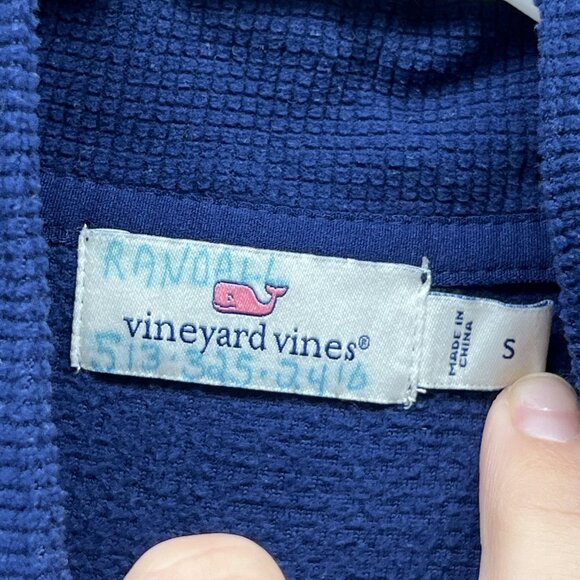 RANDALL
vineyard vines®
513·325·2416
MADE IN
CHINA
S